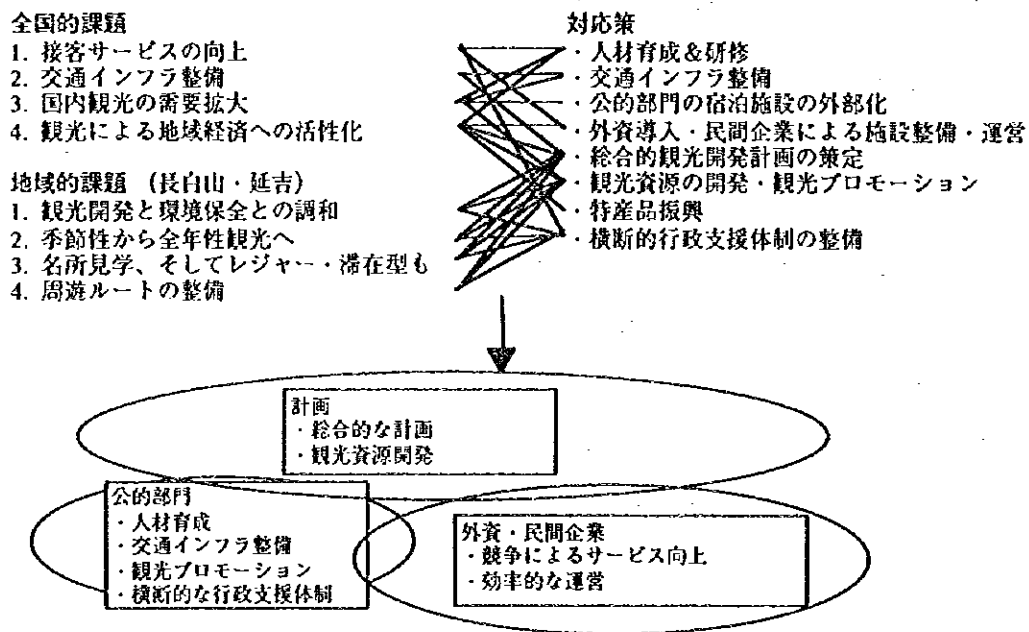 全国的課題
1. 接客サービスの向上
2. 交通インフラ整備
3. 国内観光の需要拡大
4. 観光による地域経済への活性化
地域的課題 （長白山・延吉）
1. 観光開発と環境保全との調和
2. 季節性から全年性観光へ
3. 名所見学、そしてレジャー・滞在型も
4. 周遊ルートの整備
対応策
・人材育成＆研修
・交通インフラ整備
・公的部門の宿泊施設の外部化
・外資導入・民間企業による施設整備・運営
・総合的観光開発計画の策定
・観光資源の開発・観光プロモーション
・特産品振興
・横断的行政支援体制の整備
計画
・総合的な計画
・観光資源開発
公的部門
・人材育成
・交通インフラ整備
・観光プロモーション
・横断的な行政支援体制
外資・民間企業
・競争によるサービス向上
・効率的な運営